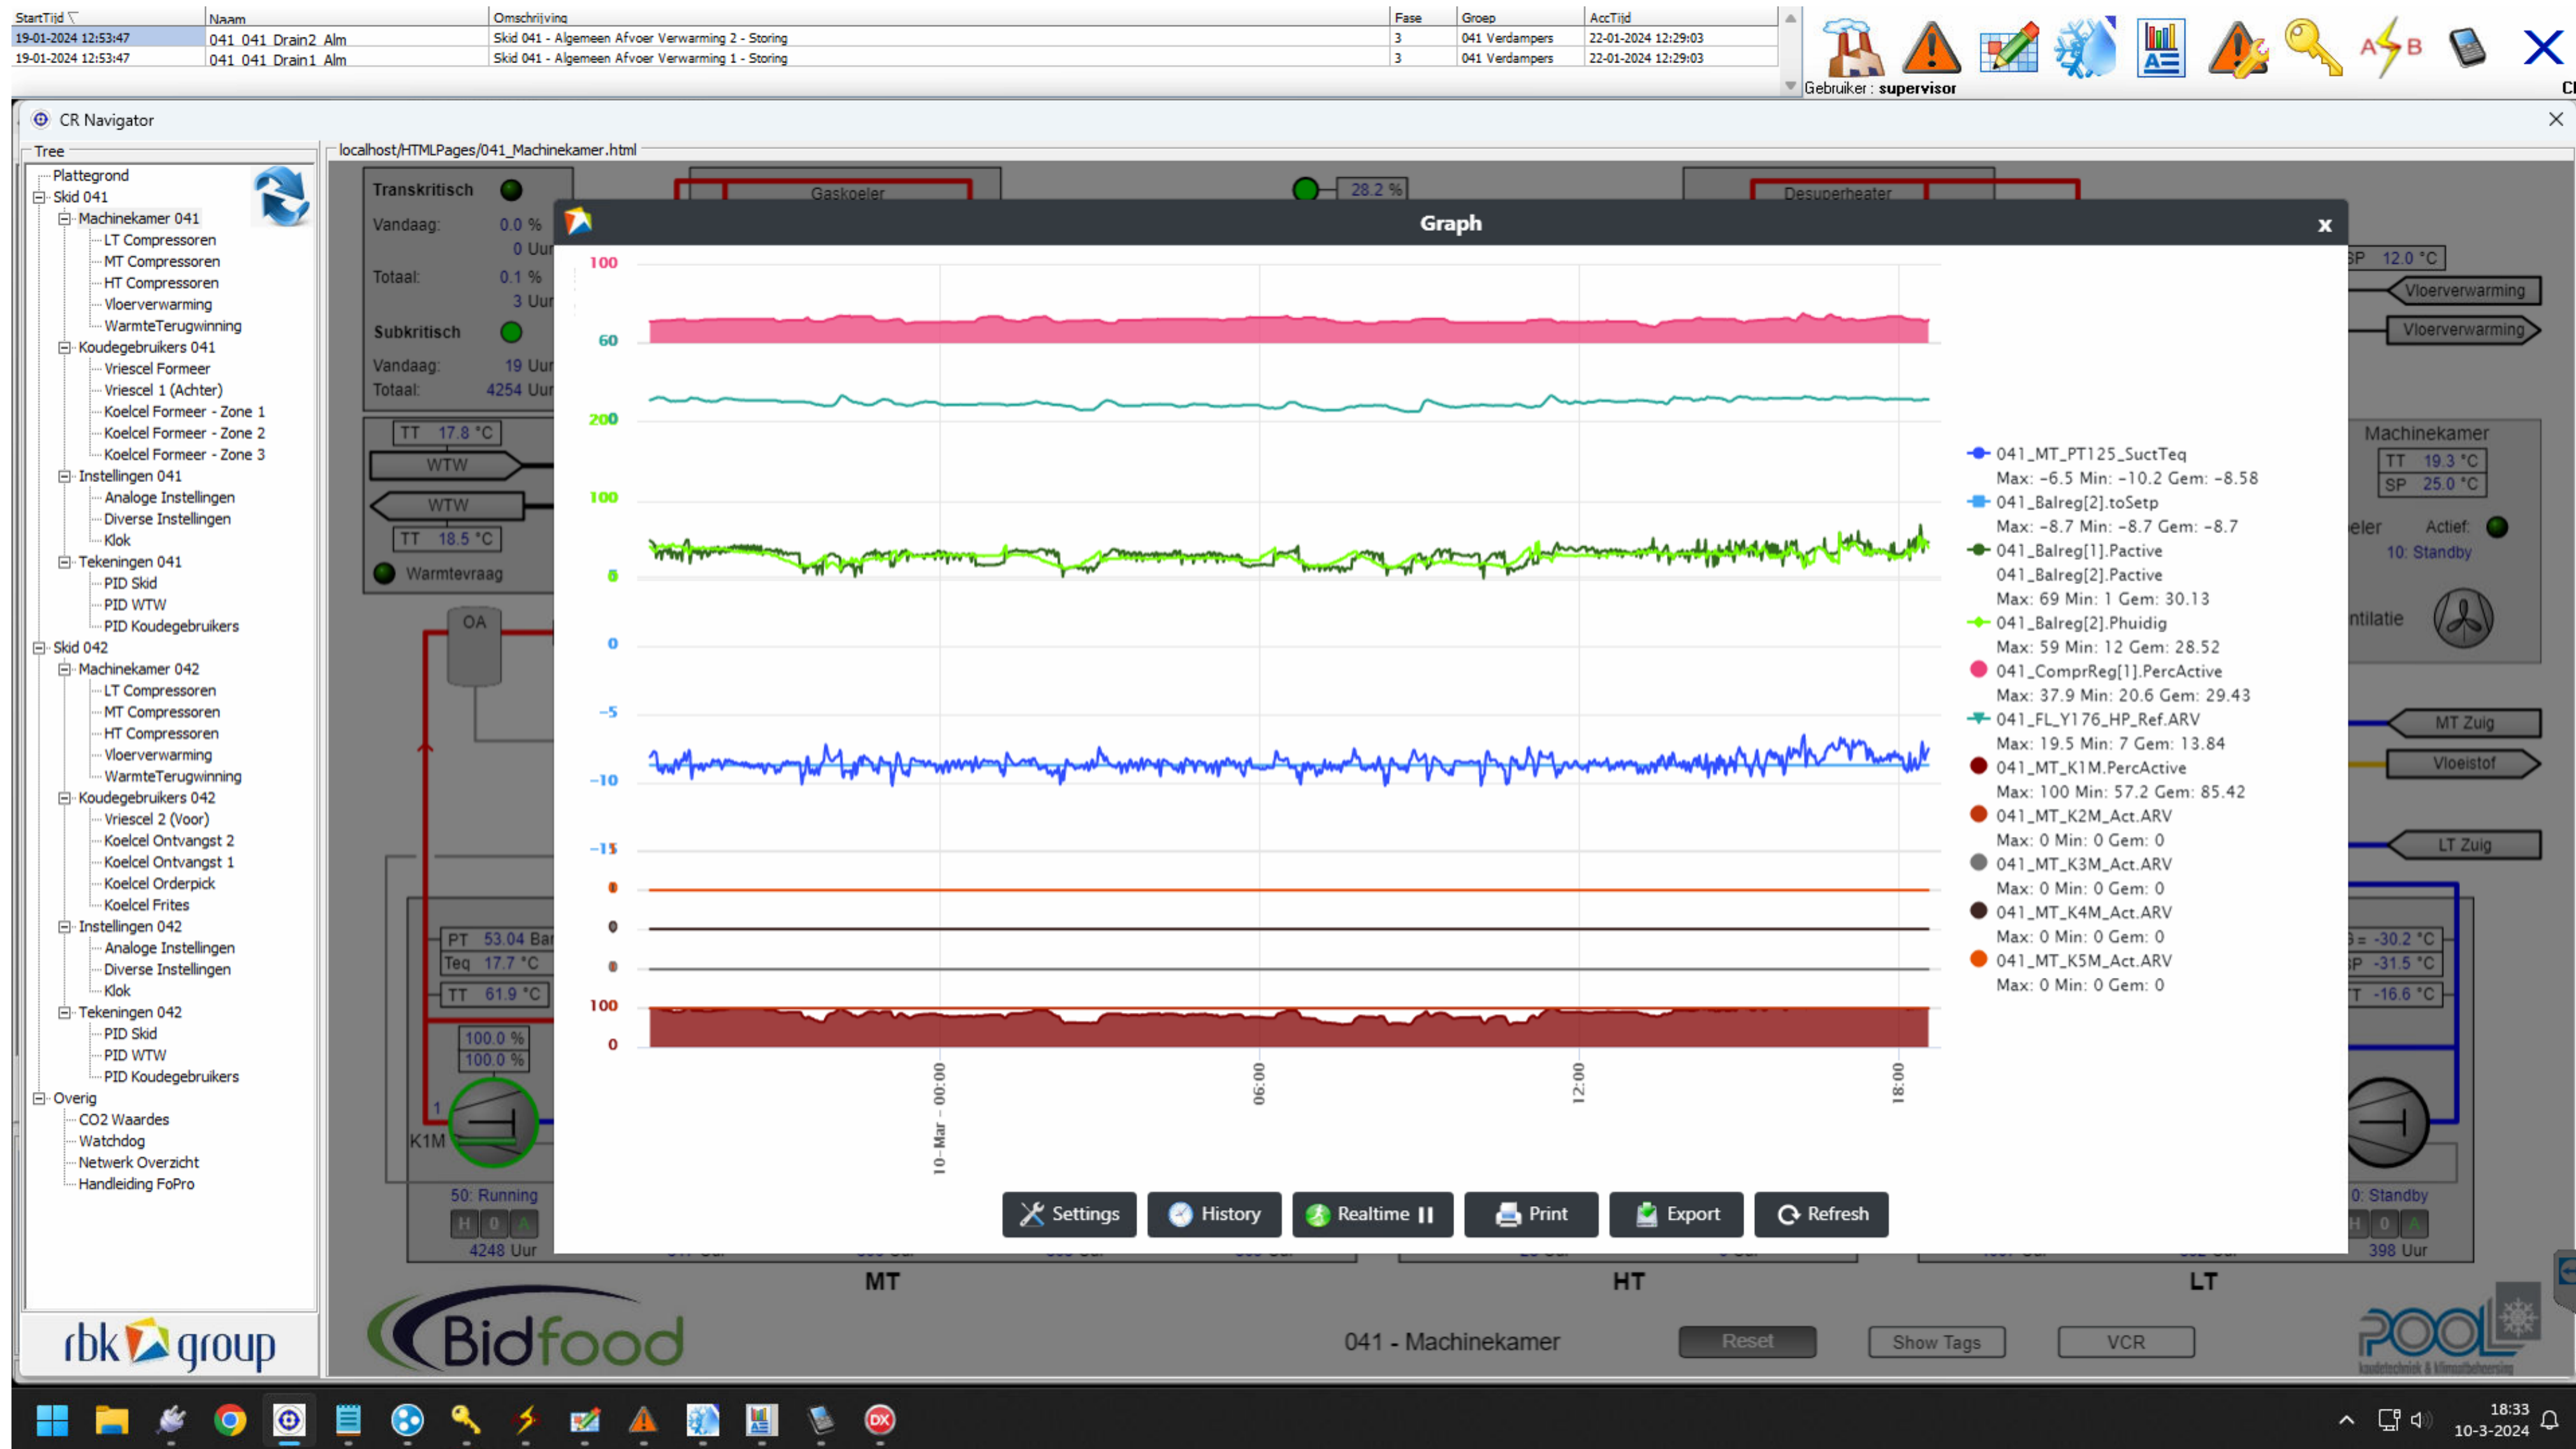 StartTijd Naam Omschrijving Fase Groep AccTijd
19-01-2024 12:53:47 041_041_Drain2_Alm Skid 041 - Algemeen Afvoer Verwarming 2 - Storing 3 041 Verdampers 22-01-2024 12:29:03
19-01-2024 12:53:47 041_041_Drain1_Alm Skid 041 - Algemeen Afvoer Verwarming 1 - Storing 3 041 Verdampers 22-01-2024 12:29:03
A B
Gebruiker : supervisor
CR Navigator
Tree
Plattegrond
Skid 041
Machinekamer 041
LT Compressoren
MT Compressoren
HT Compressoren
Vloerverwarming
WarmteTerugwinning
Koudegebruikers 041
Vriescel Formeer
Vriescel 1 (Achter)
Koelcel Formeer - Zone 1
Koelcel Formeer - Zone 2
Koelcel Formeer - Zone 3
Instellingen 041
Analoge Instellingen
Diverse Instellingen
Klok
Tekeningen 041
PID Skid
PID WTW
PID Koudegebruikers
Skid 042
Machinekamer 042
LT Compressoren
MT Compressoren
HT Compressoren
Vloerverwarming
WarmteTerugwinning
Koudegebruikers 042
Vriescel 2 (Voor)
Koelcel Ontvangst 2
Koelcel Ontvangst 1
Koelcel Orderpick
Koelcel Frites
Instellingen 042
Analoge Instellingen
Diverse Instellingen
Klok
Tekeningen 042
PID Skid
PID WTW
PID Koudegebruikers
Overig
CO2 Waardes
Watchdog
Netwerk Overzicht
Handleiding FoPro
rbk group
localhost/HTMLPages/041_Machinekamer.html
Transkritisch
Vandaag: 0.0 %
0 Uur
Totaal: 0.1 %
3 Uur
Subkritisch
Vandaag: 19 Uur
Totaal: 4254 Uur
Gaskoeler
28.2 %
Desuperheater
TT 17.8 °C
WTW
WTW
TT 18.5 °C
Warmtevraag
OA
PT 53.04 Bar
Teq 17.7 °C
TT 61.9 °C
100.0 %
100.0 %
1
K1M
50: Running
H 0 A
4248 Uur
Graph
x
100
60
200
100
0
-5
-10
-15
0
0
0
100
0
10-Mar - 00:00
06:00
12:00
18:00
041_MT_PT125_SuctTeq
Max: -6.5 Min: -10.2 Gem: -8.58
041_Balreg[2].toSetp
Max: -8.7 Min: -8.7 Gem: -8.7
041_Balreg[1].Pactive
041_Balreg[2].Pactive
Max: 69 Min: 1 Gem: 30.13
041_Balreg[2].Phuidig
Max: 59 Min: 12 Gem: 28.52
041_ComprReg[1].PercActive
Max: 37.9 Min: 20.6 Gem: 29.43
041_FL_Y176_HP_Ref.ARV
Max: 19.5 Min: 7 Gem: 13.84
041_MT_K1M.PercActive
Max: 100 Min: 57.2 Gem: 85.42
041_MT_K2M_Act.ARV
Max: 0 Min: 0 Gem: 0
041_MT_K3M_Act.ARV
Max: 0 Min: 0 Gem: 0
041_MT_K4M_Act.ARV
Max: 0 Min: 0 Gem: 0
041_MT_K5M_Act.ARV
Max: 0 Min: 0 Gem: 0
Settings
History
Realtime
Print
Export
Refresh
SP 12.0 °C
Vloerverwarming
Vloerverwarming
Machinekamer
TT 19.3 °C
SP 25.0 °C
Actief:
10: Standby
MT Zuig
Vloeistof
LT Zuig
-30.2 °C
SP -31.5 °C
-16.6 °C
0: Standby
H 0 A
398 Uur
MT
HT
LT
Bidfood
041 - Machinekamer
Reset
Show Tags
VCR
POOL
koudetechniek & klimaatbeheersing
DX
18:33
10-3-2024